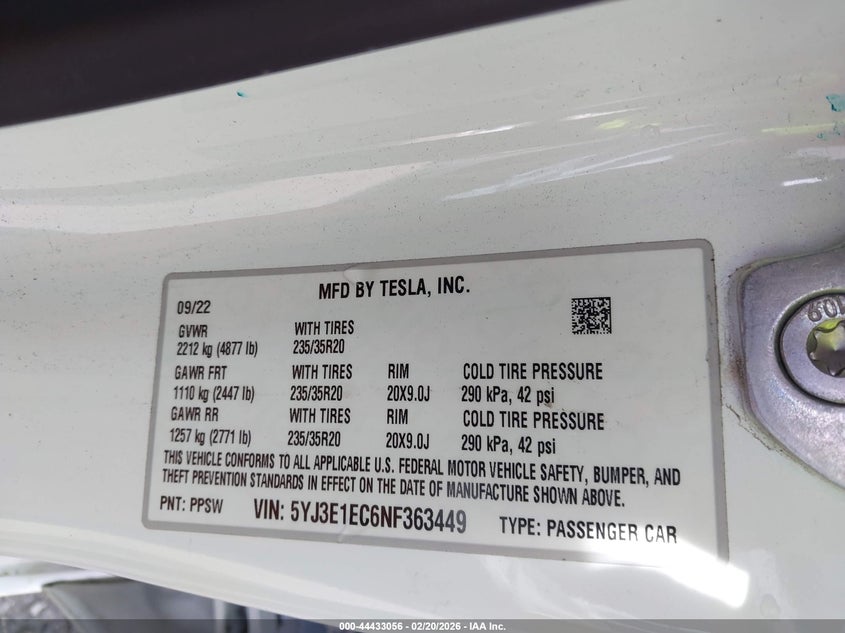 MFD BY TESLA, INC.
09/22
GVWR WITH TIRES
2212 kg (4877 lb) 235/35R20
GAWR FRT WITH TIRES RIM COLD TIRE PRESSURE
1110 kg (2447 lb) 235/35R20 20X9.0J 290 kPa, 42 psi
GAWR RR WITH TIRES RIM COLD TIRE PRESSURE
1257 kg (2771 lb) 235/35R20 20X9.0J 290 kPa, 42 psi
THIS VEHICLE CONFORMS TO ALL APPLICABLE U.S. FEDERAL MOTOR VEHICLE SAFETY, BUMPER, AND
THEFT PREVENTION STANDARDS IN EFFECT ON THE DATE OF MANUFACTURE SHOWN ABOVE.
PNT: PPSW VIN: 5YJ3E1EC6NF363449 TYPE: PASSENGER CAR
000-44433056 - 02/20/2026 - IAA Inc.